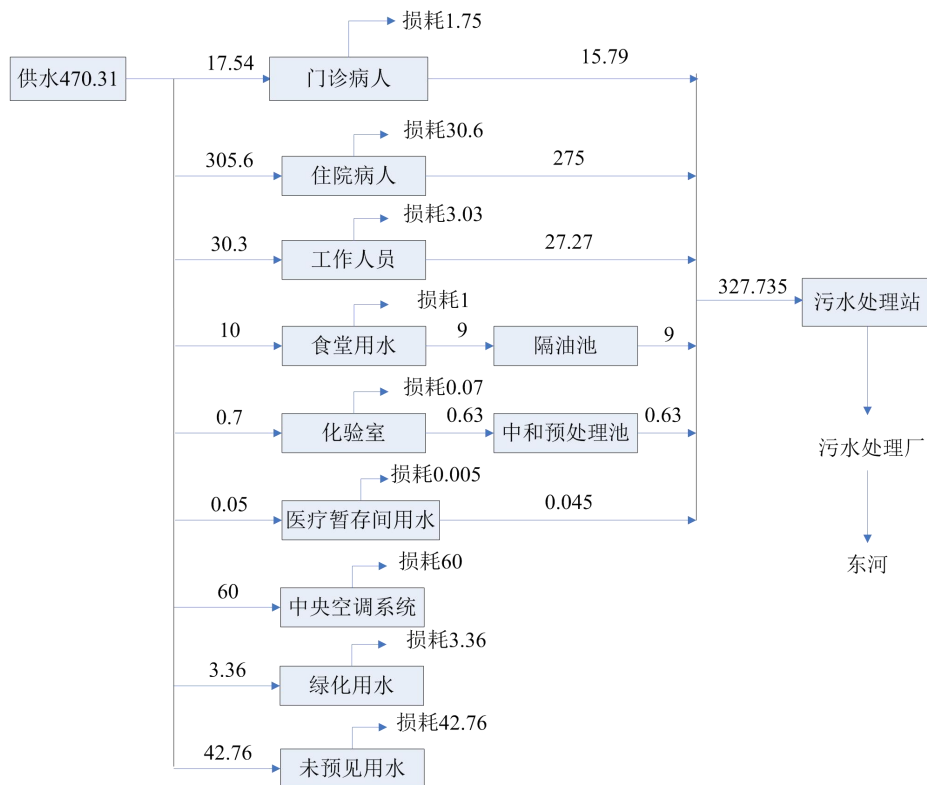 损耗1.75
供水470.31
17.54
门诊病人
15.79
损耗30.6
305.6
住院病人
275
损耗3.03
30.3
工作人员
27.27
327.735
污水处理站
损耗1
10
食堂用水
9
隔油池
9
损耗0.07
0.7
化验室
0.63
中和预处理池
0.63
污水处理厂
损耗0.005
0.05
医疗暂存间用水
0.045
东河
损耗60
60
中央空调系统
损耗3.36
3.36
绿化用水
损耗42.76
42.76
未预见用水